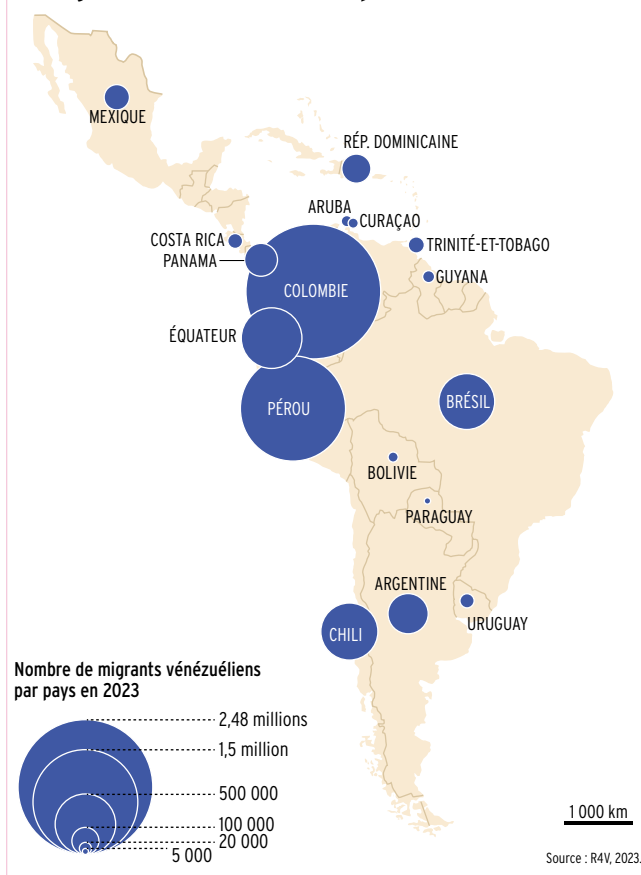 MEXIQUE
RÉP. DOMINICAINE
ARUBA
CURAÇAO
COSTA RICA
TRINITÉ-ET-TOBAGO
PANAMA
GUYANA
COLOMBIE
ÉQUATEUR
PÉROU
BRÉSIL
BOLIVIE
PARAGUAY
ARGENTINE
URUGUAY
CHILI
Nombre de migrants vénézuéliens
par pays en 2023
2,48 millions
1,5 million
500 000
100 000
20 000
5 000
1 000 km
Source : R4V, 2023.